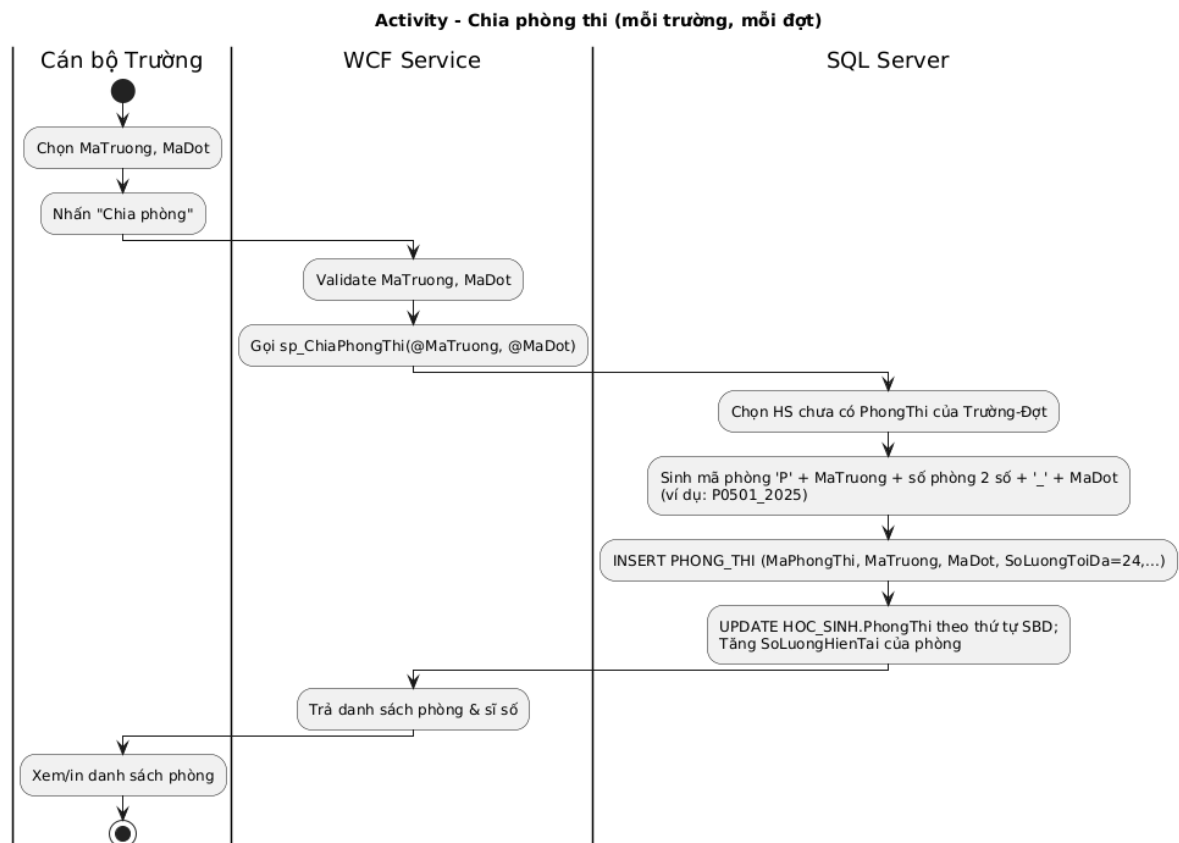 Activity - Chia phòng thi (mỗi trường, mỗi đợt)
Cán bộ Trường
WCF Service
SQL Server
Chọn MaTruong, MaDot
Nhấn "Chia phòng"
Validate MaTruong, MaDot
Gọi sp_ChiaPhongThi(@MaTruong, @MaDot)
Chọn HS chưa có PhongThi của Trường-Đợt
Sinh mã phòng 'P' + MaTruong + số phòng 2 số + '_' + MaDot
(ví dụ: P0501_2025)
INSERT PHONG_THI (MaPhongThi, MaTruong, MaDot, SoLuongToiDa=24,...)
UPDATE HOC_SINH.PhongThi theo thứ tự SBD;
Tăng SoLuongHienTai của phòng
Trả danh sách phòng & sĩ số
Xem/in danh sách phòng